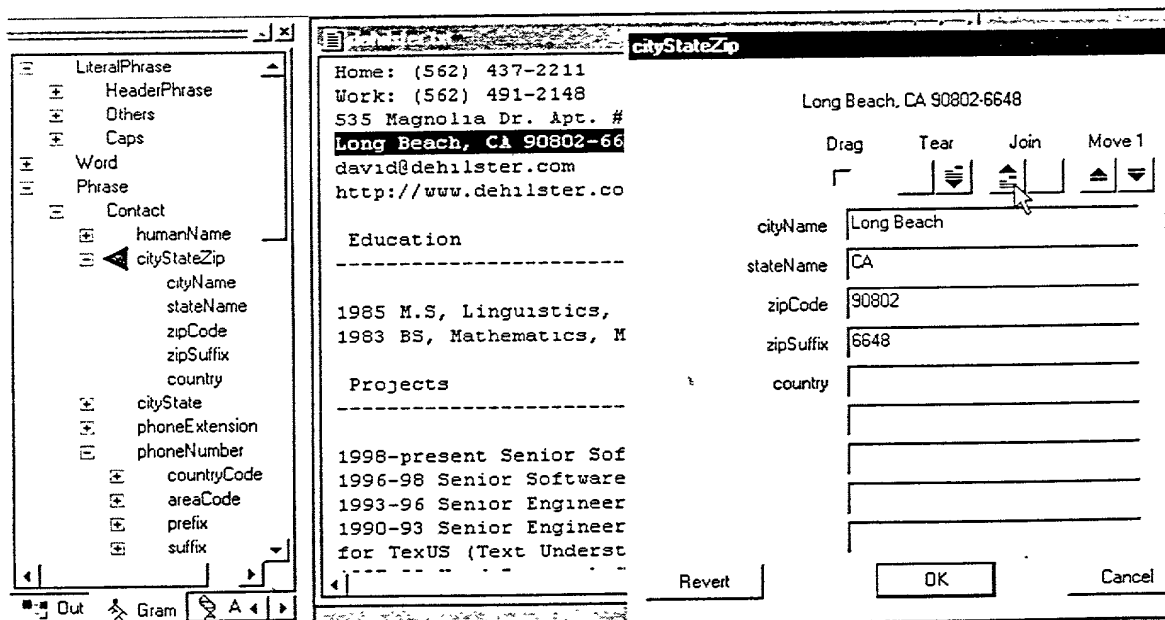 LiteralPhrase
HeaderPhrase
Others
Caps
Word
Phrase
Contact
humanName
cityStateZip
cityName
stateName
zipCode
zipSuffix
country
cityState
phoneExtension
phoneNumber
countryCode
areaCode
prefix
suffix
Out Gram A
Home: (562) 437-2211
Work: (562) 491-2148
535 Magnolia Dr. Apt. #
Long Beach, CA 90802-66
david@dehilster.com
http://www.dehilster.co
Education
-----------------------
1985 M.S, Linguistics,
1983 BS, Mathematics, M
Projects
-----------------------
1998-present Senior Sof
1996-98 Senior Software
1993-96 Senior Engineer
1990-93 Senior Engineer
for TexUS (Text Underst
cityStateZip
Long Beach, CA 90802-6648
Drag Tear Join Move 1
cityName Long Beach
stateName CA
zipCode 90802
zipSuffix 6648
country
Revert OK Cancel